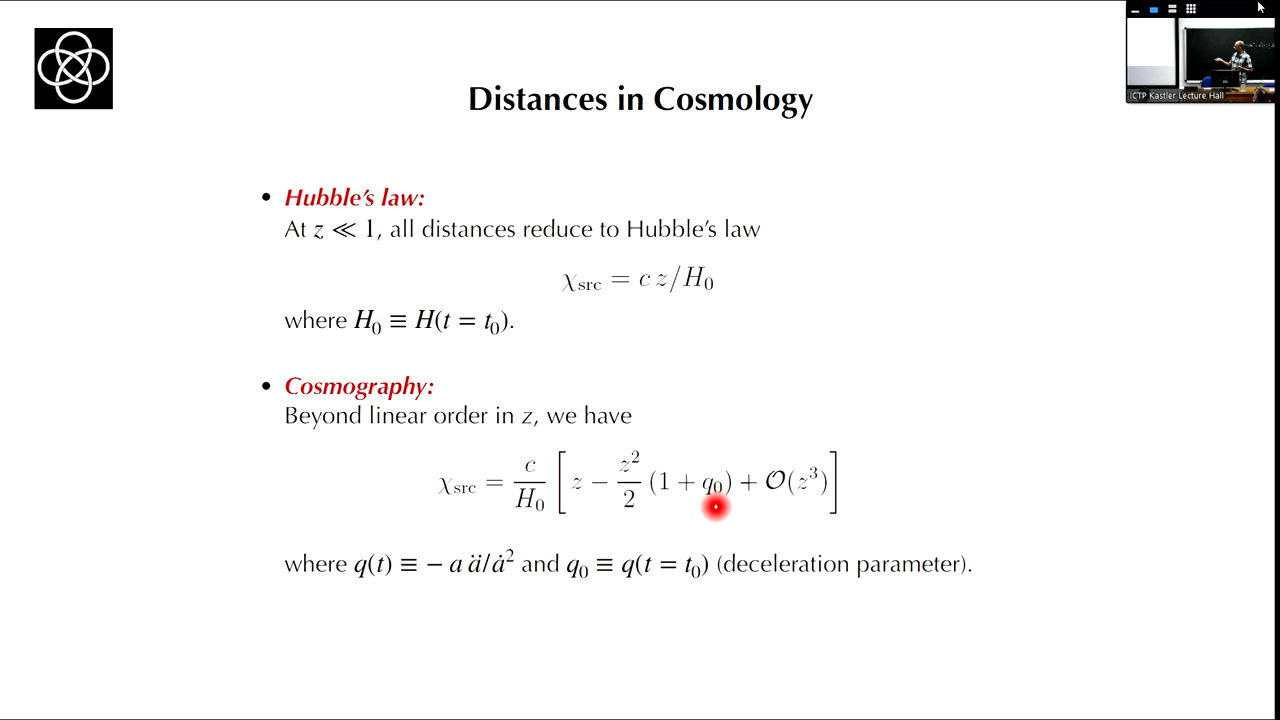 Distances in Cosmology
ICTP Kastler Lecture Hall
• Hubble's law:
At z ≪ 1, all distances reduce to Hubble's law
χ_src = c z/H_0
where H_0 ≡ H(t = t_0).
• Cosmography:
Beyond linear order in z, we have
χ_src = \frac{c}{H_0} [ z − \frac{z^2}{2} (1 + q_0) + 𝒪(z^3) ]
where q(t) ≡ − a ä/ȧ^2 and q_0 ≡ q(t = t_0) (deceleration parameter).